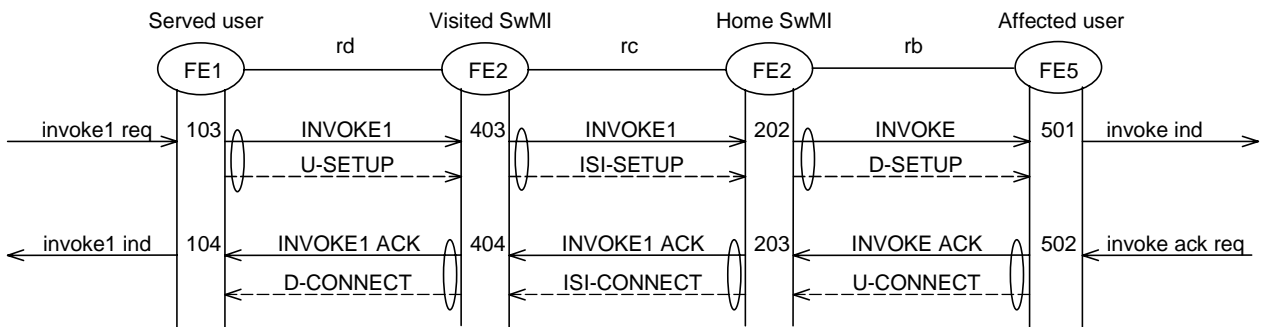 Served user Visited SwMI Home SwMI Affected user
rd rc rb
FE1 FE2 FE2 FE5
invoke1 req 103 INVOKE1 403 INVOKE1 202 INVOKE 501 invoke ind
U-SETUP ISI-SETUP D-SETUP
invoke1 ind 104 INVOKE1 ACK 404 INVOKE1 ACK 203 INVOKE ACK 502 invoke ack req
D-CONNECT ISI-CONNECT U-CONNECT